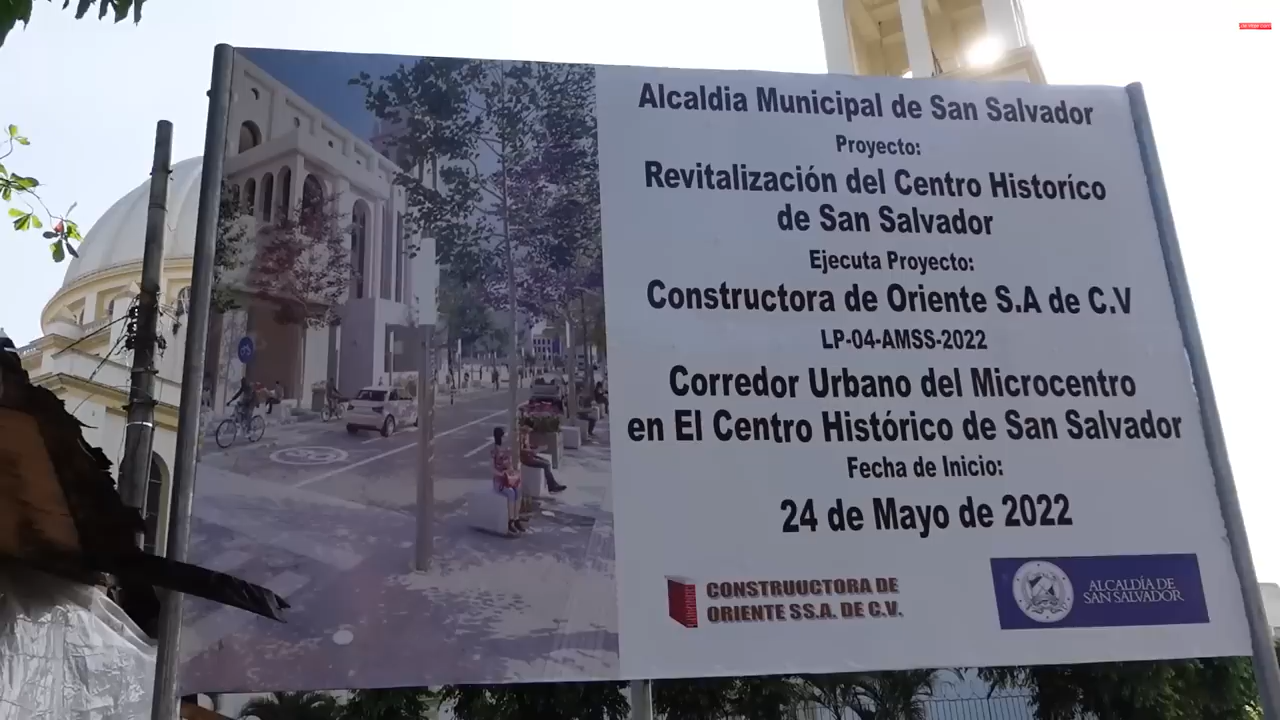 Alcaldia Municipal de San Salvador
Proyecto:
Revitalización del Centro Historíco
de San Salvador
Ejecuta Proyecto:
Constructora de Oriente S.A de C.V
LP-04-AMSS-2022
Corredor Urbano del Microcentro
en El Centro Histórico de San Salvador
Fecha de Inicio:
24 de Mayo de 2022
CONSTRUUCTORA DE
ORIENTE SS.A. DE C.V.
ALCALDÍA DE
SAN SALVADOR